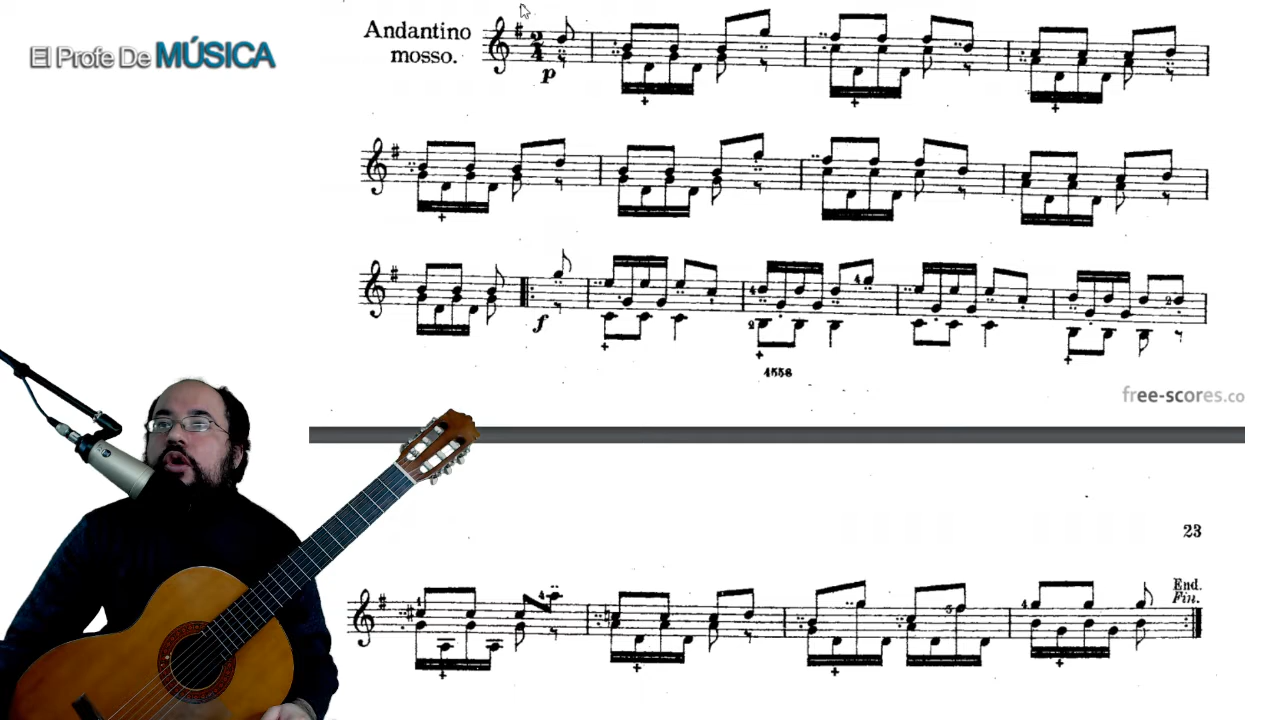 El Profe De MÚSICA
Andantino
mosso.
p
f
4558
free-scores.co
23
End.
Fin.